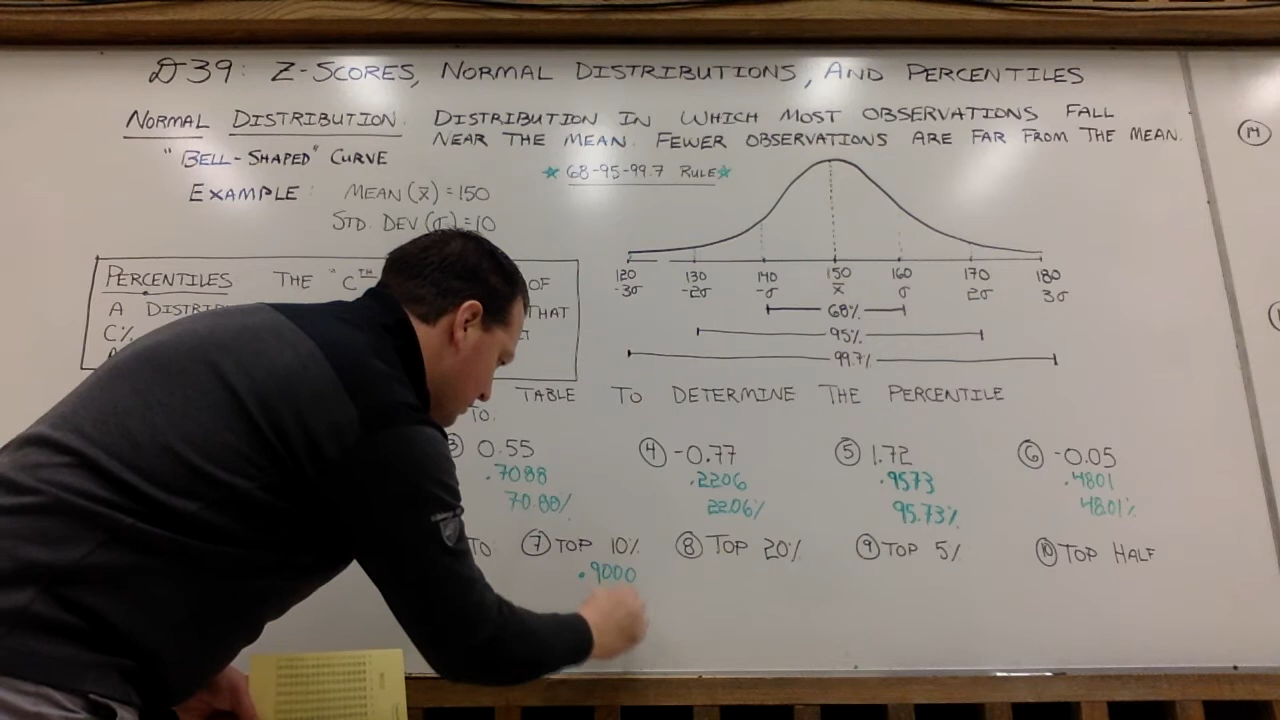 D39: Z-SCORES, NORMAL DISTRIBUTIONS, AND PERCENTILES
NORMAL DISTRIBUTION: DISTRIBUTION IN WHICH MOST OBSERVATIONS FALL
NEAR THE MEAN. FEWER OBSERVATIONS ARE FAR FROM THE MEAN.
"BELL-SHAPED" CURVE
EXAMPLE: MEAN (x̄) = 150
STD. DEV (σ) = 10
★ 68-95-99.7 RULE ★
120 130 140 150 160 170 180
-3σ -2σ -σ x̄ σ 2σ 3σ
68%
95%
99.7%
PERCENTILES THE "CTH OF
A THAT
C%
TABLE TO DETERMINE THE PERCENTILE
TO:
③ 0.55 ④ -0.77 ⑤ 1.72 ⑥ -0.05
.7088 .2206 .9573 .4801
70.88% 22.06% 95.73% 48.01%
TO ⑦ TOP 10% ⑧ TOP 20% ⑨ TOP 5% ⑩ TOP HALF
.9000
⑭